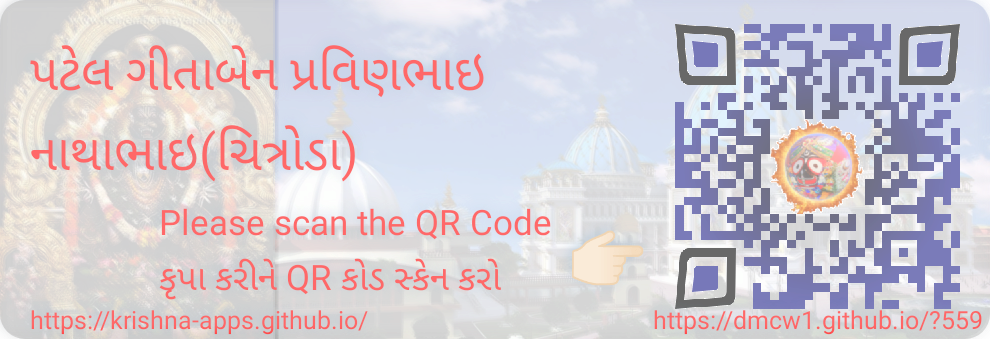 પટેલ ગીતાબેન પ્રવિણભાઇ
નાથાભાઇ(ચિત્રોડા)
Please scan the QR Code
કૃપા કરીને QR કોડ સ્કેન કરો
https://krishna-apps.github.io/
https://dmcw1.github.io/?559